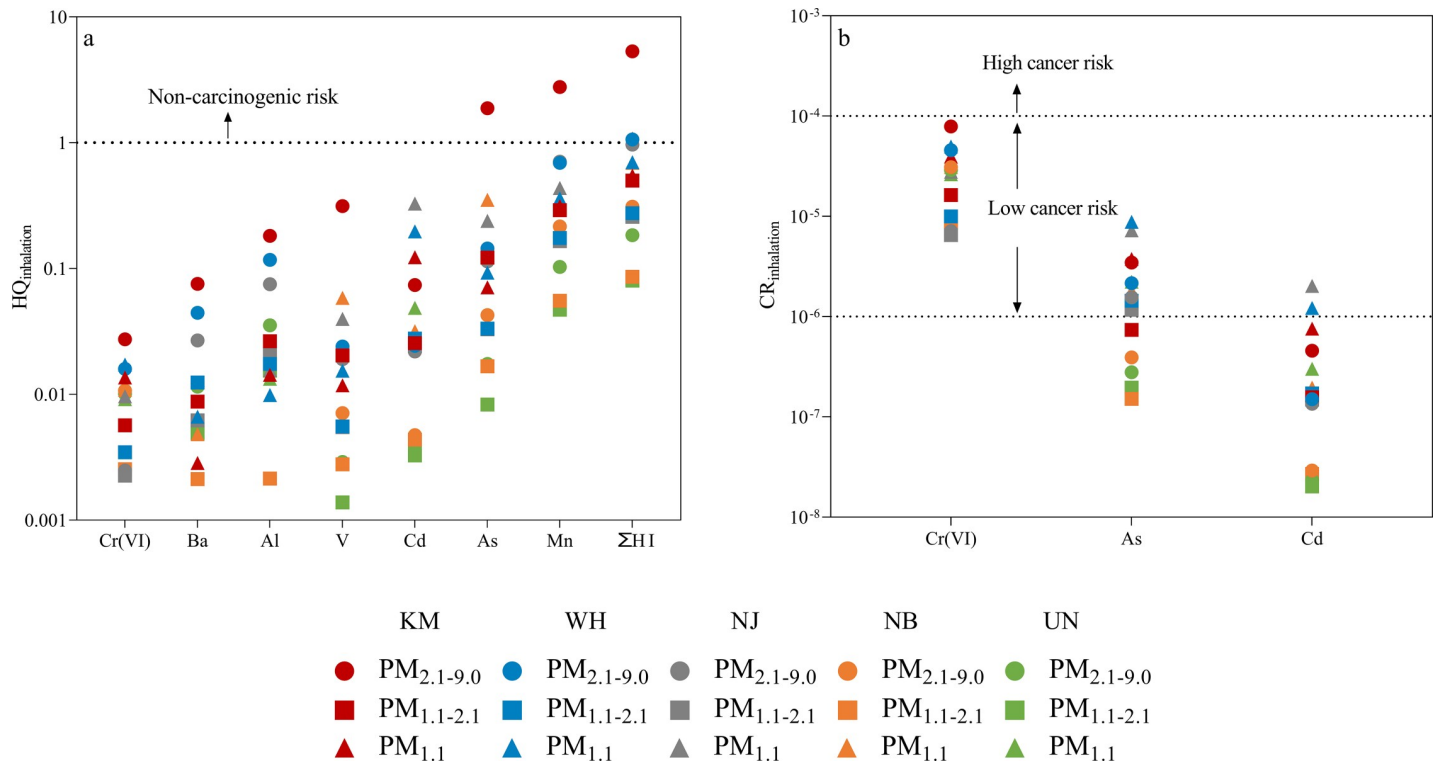 a
10
1
0.1
0.01
0.001
HQinhalation
Non-carcinogenic risk
Cr(VI) Ba Al V Cd As Mn ΣHI
b
10-3
10-4
10-5
10-6
10-7
10-8
CRinhalation
High cancer risk
Low cancer risk
Cr(VI) As Cd
KM WH NJ NB UN
PM2.1-9.0 PM2.1-9.0 PM2.1-9.0 PM2.1-9.0 PM2.1-9.0
PM1.1-2.1 PM1.1-2.1 PM1.1-2.1 PM1.1-2.1 PM1.1-2.1
PM1.1 PM1.1 PM1.1 PM1.1 PM1.1